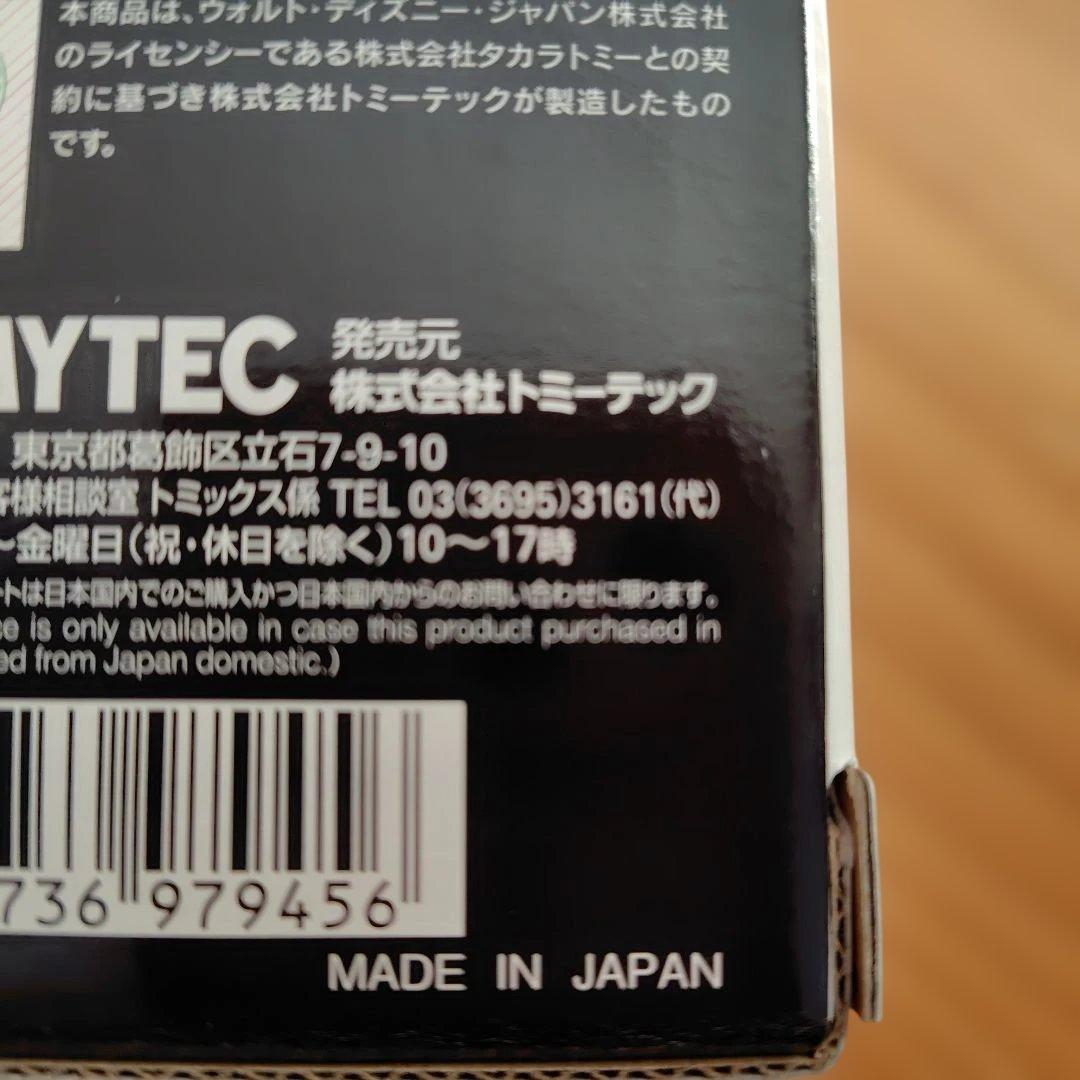 本商品は、ウォルト・ディズニー・ジャパン株式会社
のライセンシーである株式会社タカラトミーとの契
約に基づき株式会社トミーテックが製造したもの
です。
MYTEC 発売元
株式会社トミーテック
東京都葛飾区立石7-9-10
客様相談室 トミックス係 TEL 03(3695)3161(代)
～金曜日(祝・休日を除く)10～17時
ートは日本国内でのご購入かつ日本国内からのお問い合わせに限ります。
ce is only available in case this product purchased in
ed from Japan domestic.)
736 979456
MADE IN JAPAN